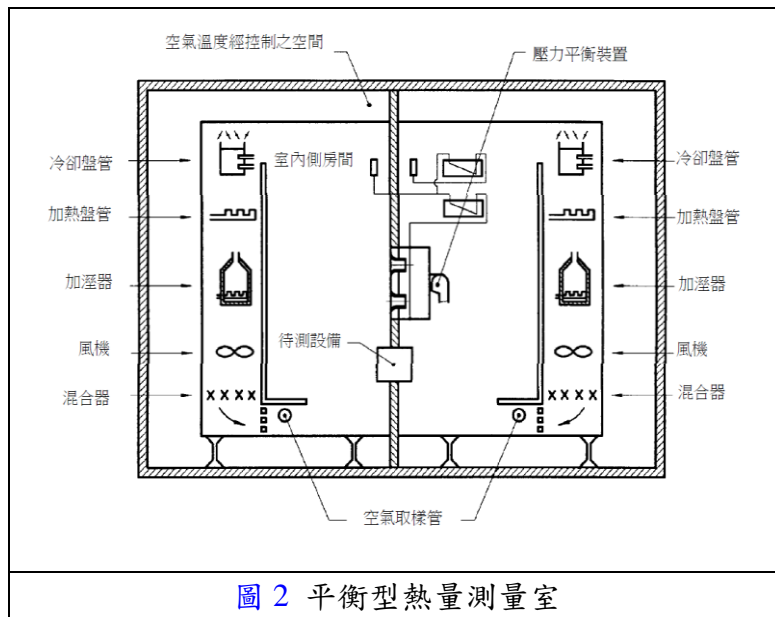 空氣溫度經控制之空間
壓力平衡裝置
冷卻盤管
室內側房間
冷卻盤管
加熱盤管
加熱盤管
加溼器
加溼器
風機
待測設備
風機
混合器
混合器
空氣取樣管
圖 2 平衡型熱量測量室